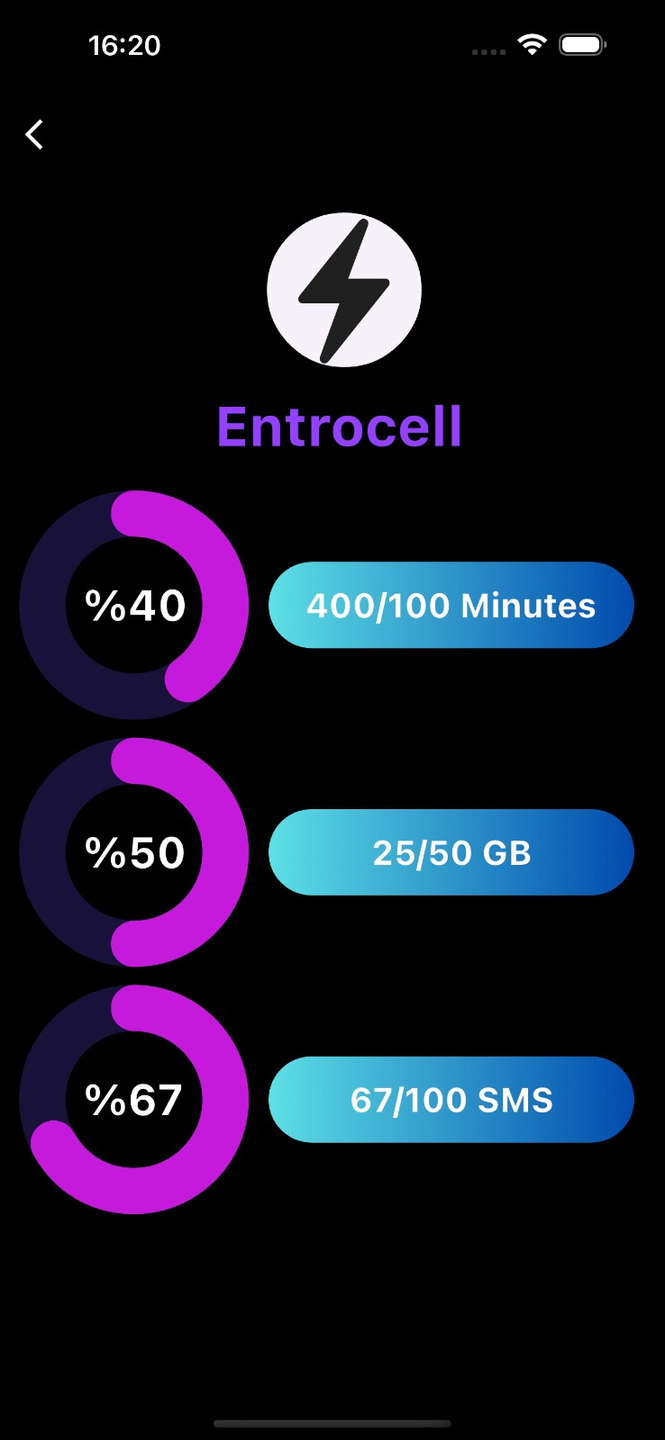 16:20
Entrocell
%40
400/100 Minutes
%50
25/50 GB
%67
67/100 SMS